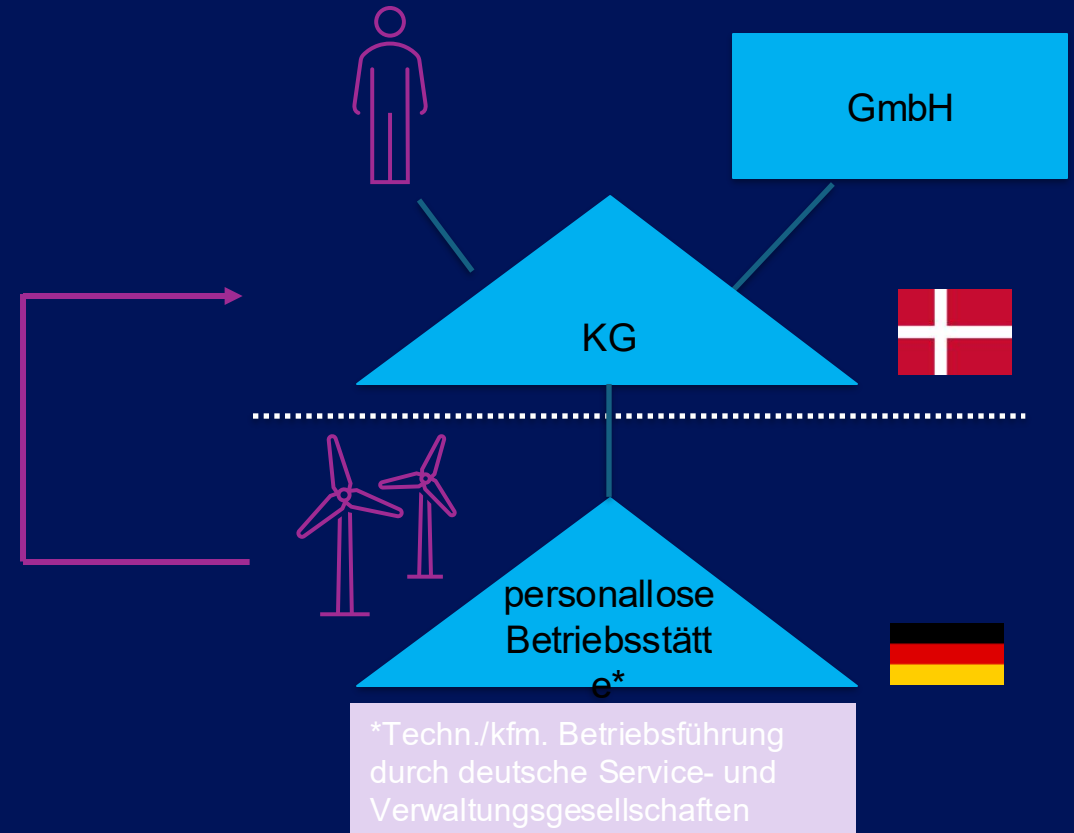 GmbH
KG
personallose
Betriebsstätt
e*
*Techn./kfm. Betriebsführung
durch deutsche Service- und
Verwaltungsgesellschaften